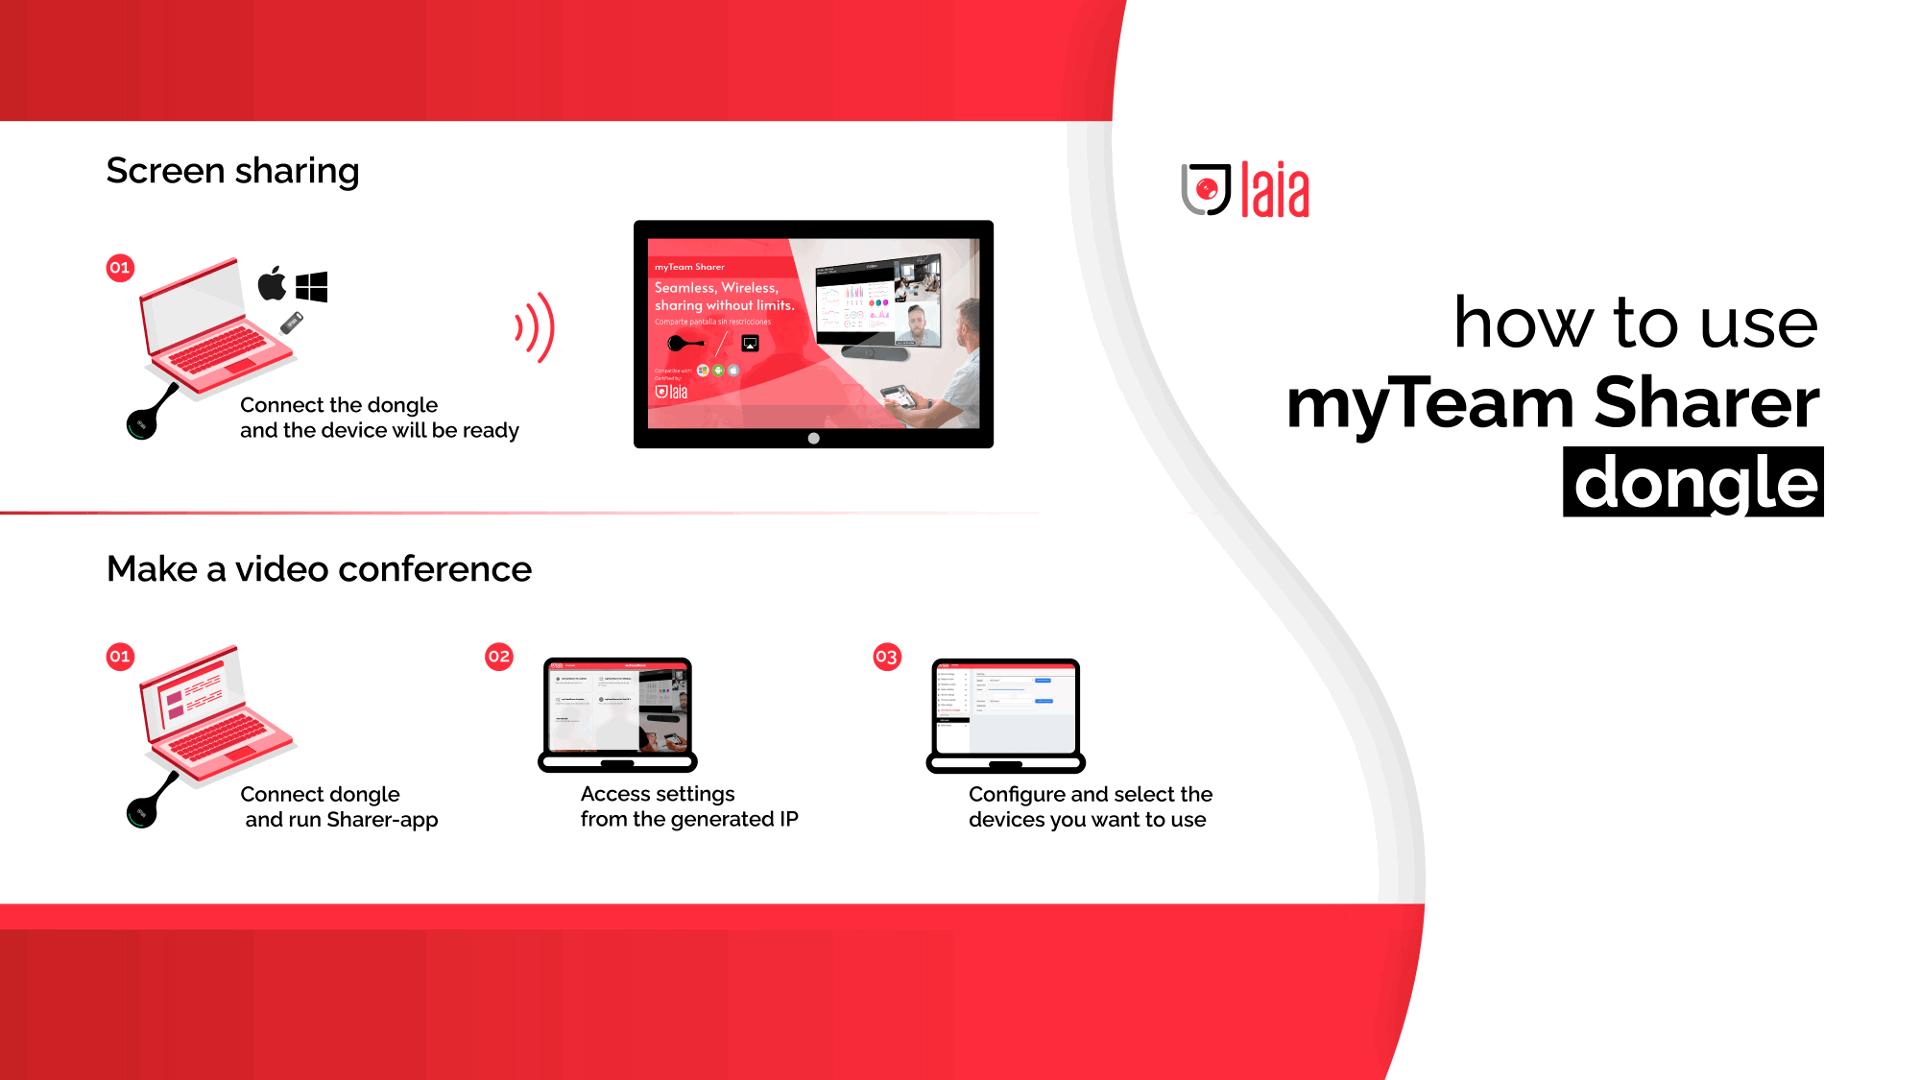 Screen sharing
01
Connect the dongle
and the device will be ready
myTeam Sharer
Seamless, Wireless,
sharing without limits.
Comparte pantalla sin restricciones
Compatible with:
Certified by:
laia
Make a video conference
01
Connect dongle
and run Sharer-app
02
Access settings
from the generated IP
03
Configure and select the
devices you want to use
laia
how to use
myTeam Sharer
dongle